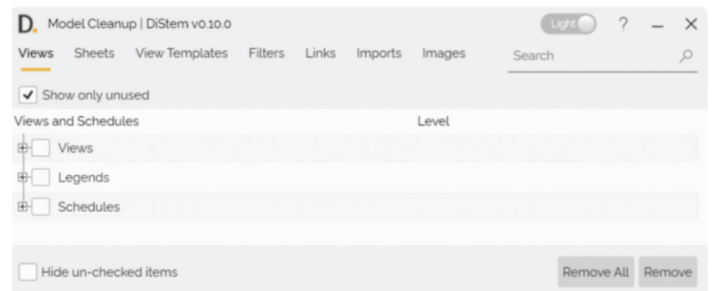 D. Model Cleanup | DiStem v0.10.0 Light ? – ×
Views Sheets View Templates Filters Links Imports Images Search
Show only unused
Views and Schedules Level
Views
Legends
Schedules
Hide un-checked items Remove All Remove